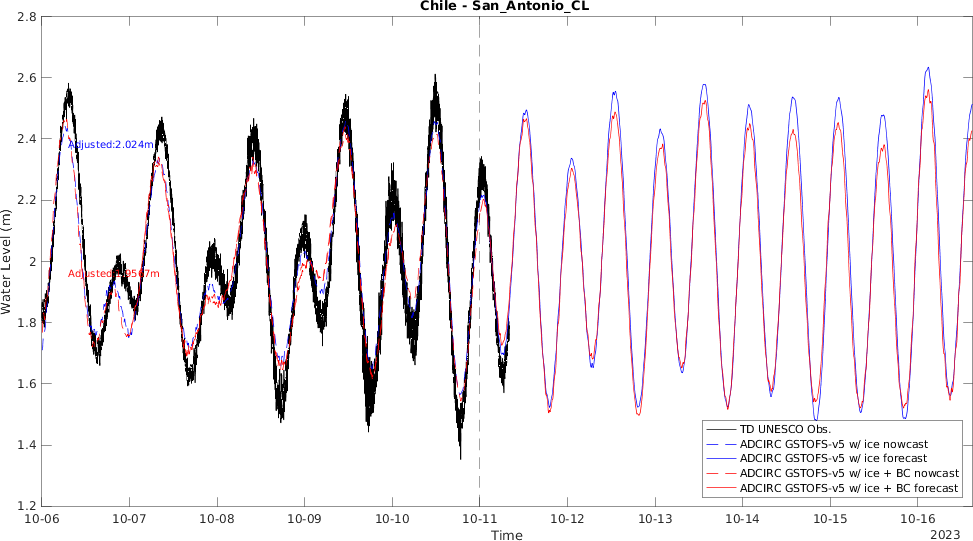 Chile - San_Antonio_CL
2.8
2.6
2.4
2.2
2
1.8
1.6
1.4
1.2
Water Level (m)
Adjusted:2.024m
Adjusted:1.9567m
TD UNESCO Obs.
ADCIRC GSTOFS-v5 w/ ice nowcast
ADCIRC GSTOFS-v5 w/ ice forecast
ADCIRC GSTOFS-v5 w/ ice + BC nowcast
ADCIRC GSTOFS-v5 w/ ice + BC forecast
10-06 10-07 10-08 10-09 10-10 10-11 10-12 10-13 10-14 10-15 10-16
Time
2023